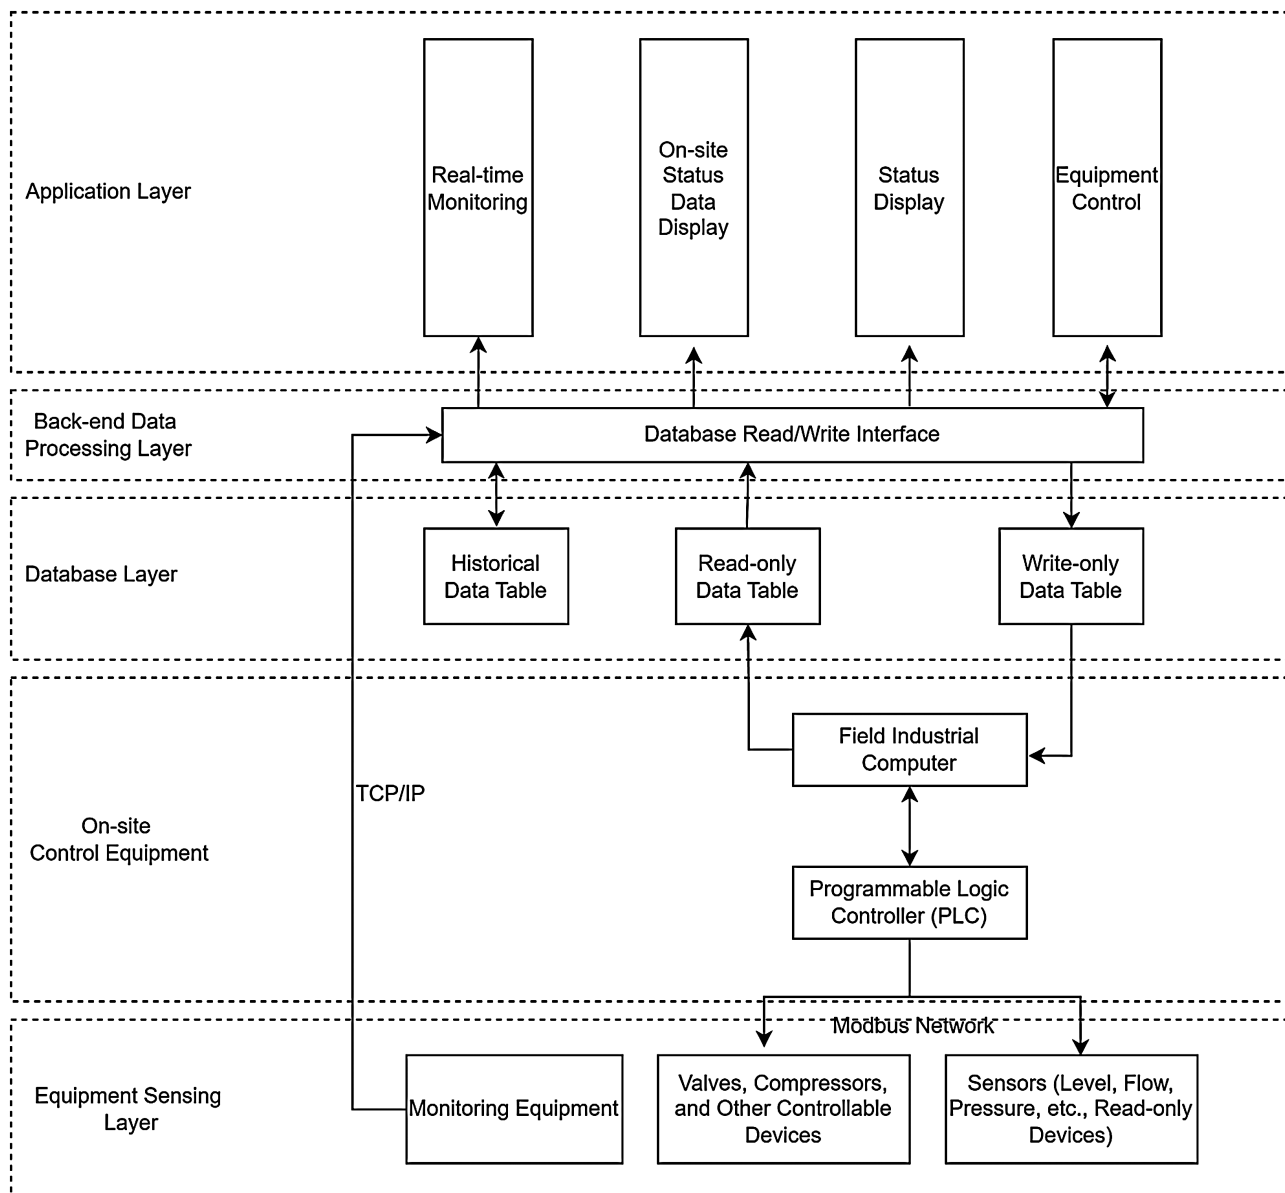 Application Layer
Real-time
Monitoring
On-site
Status
Data
Display
Status
Display
Equipment
Control
Back-end Data
Processing Layer
Database Read/Write Interface
Database Layer
Historical
Data Table
Read-only
Data Table
Write-only
Data Table
On-site
Control Equipment
TCP/IP
Field Industrial
Computer
Programmable Logic
Controller (PLC)
Modbus Network
Equipment Sensing
Layer
Monitoring Equipment
Valves, Compressors,
and Other Controllable
Devices
Sensors (Level, Flow,
Pressure, etc., Read-only
Devices)